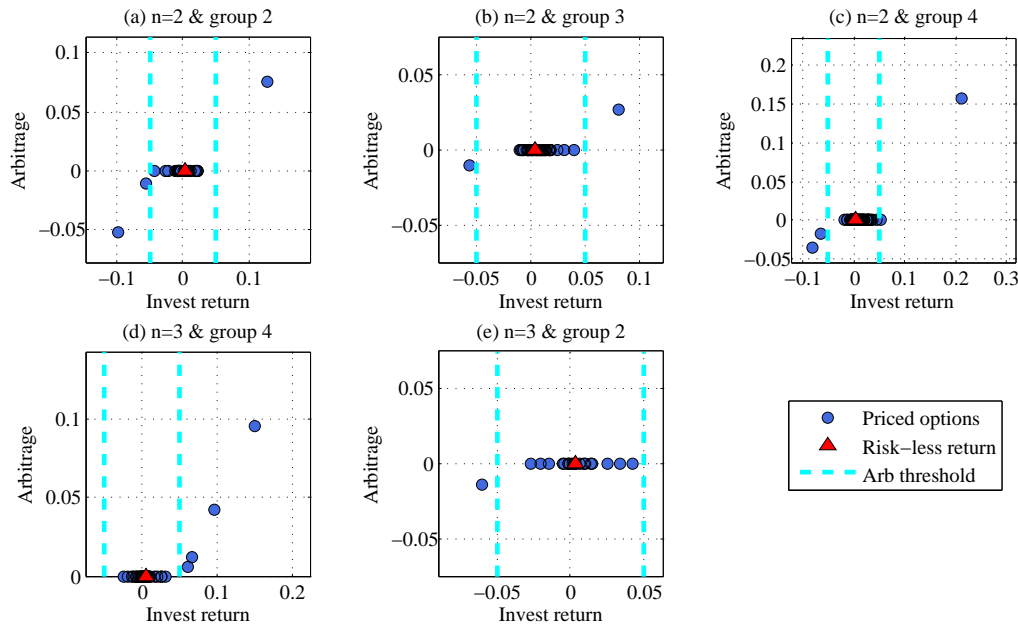 (a) n=2 & group 2
(b) n=2 & group 3
(c) n=2 & group 4
Arbitrage
0.1
0.05
0
−0.05
−0.1
0
0.1
Invest return
Arbitrage
0.05
0
−0.05
−0.05
0
0.05
0.1
Invest return
Arbitrage
0.2
0.15
0.1
0.05
0
−0.05
−0.1
0
0.1
0.2
0.3
Invest return
(d) n=3 & group 4
(e) n=3 & group 2
Arbitrage
0.1
0.05
0
0
0.1
0.2
Invest return
Arbitrage
0.05
0
−0.05
−0.05
0
0.05
Invest return
Priced options
Risk−less return
Arb threshold